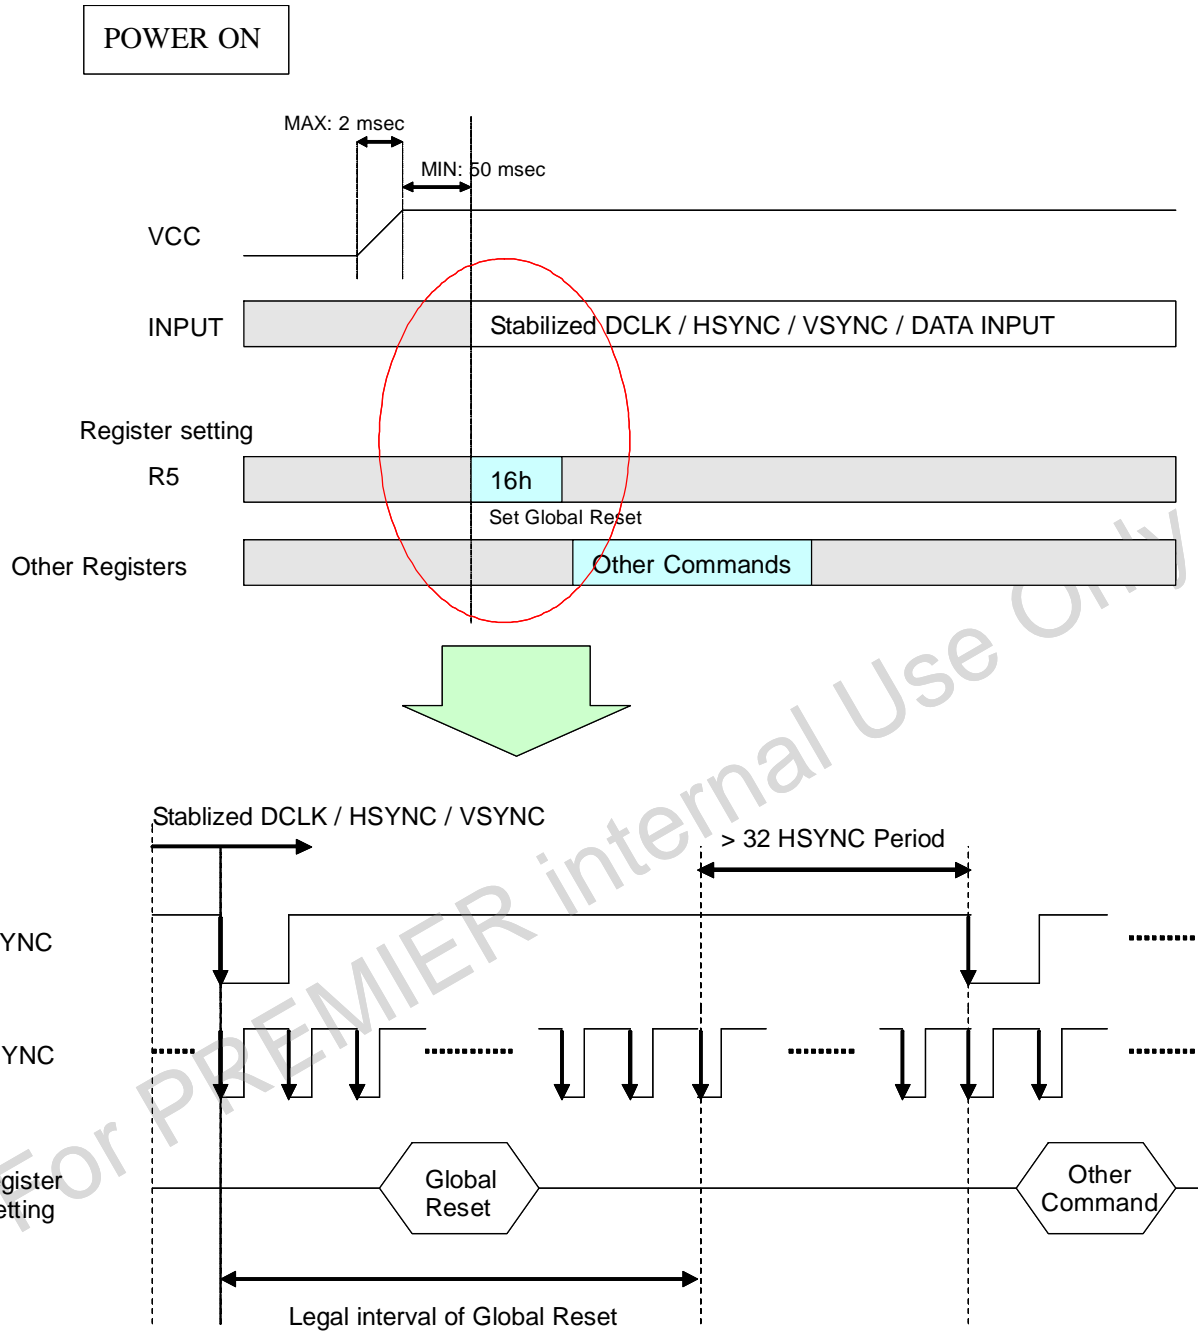 POWER ON
MAX: 2 msec
MIN: 50 msec
VCC
INPUT
Stabilized DCLK / HSYNC / VSYNC / DATA INPUT
Register setting
R5
16h
Set Global Reset
Other Registers
Other Commands
Stablized DCLK / HSYNC / VSYNC
> 32 HSYNC Period
YNC
YNC
gister
etting
Global
Reset
Other
Command
Legal interval of Global Reset
For PREMIER internal Use Only